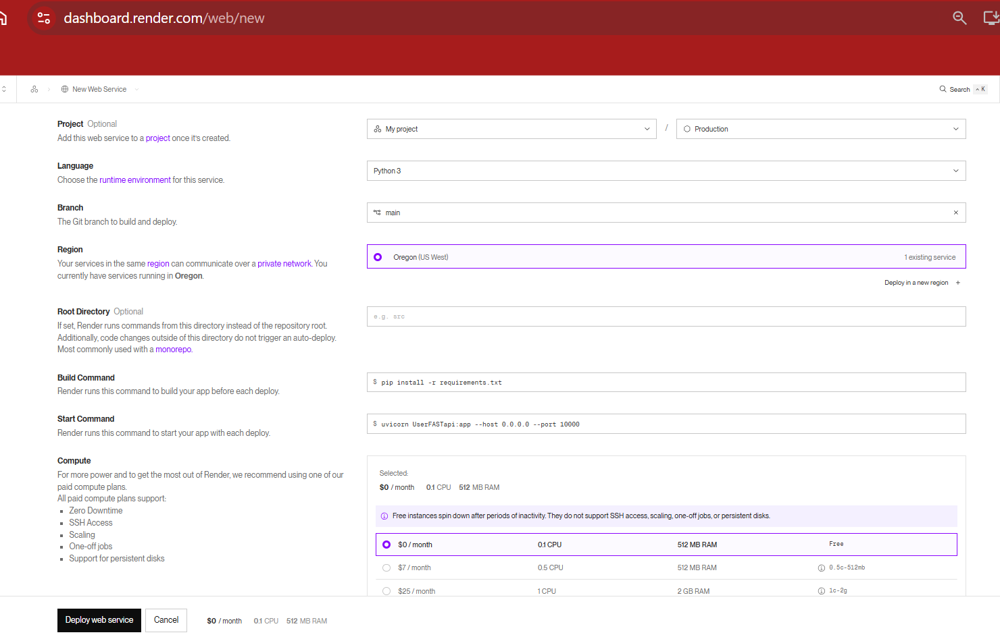 dashboard.render.com/web/new
New Web Service
Search ^ K
Project Optional
Add this web service to a project once it's created.
My project / Production
Language
Choose the runtime environment for this service.
Python 3
Branch
The Git branch to build and deploy.
main
Region
Your services in the same region can communicate over a private network. You
currently have services running in Oregon.
Oregon (US West) 1 existing service
Deploy in a new region +
Root Directory Optional
If set, Render runs commands from this directory instead of the repository root.
Additionally, code changes outside of this directory do not trigger an auto-deploy.
Most commonly used with a monorepo.
e.g. src
Build Command
Render runs this command to build your app before each deploy.
$ pip install -r requirements.txt
Start Command
Render runs this command to start your app with each deploy.
$ uvicorn UserFASTapi:app --host 0.0.0.0 --port 10000
Compute
For more power and to get the most out of Render, we recommend using one of our
paid compute plans.
All paid compute plans support:
Zero Downtime
SSH Access
Scaling
One-off jobs
Support for persistent disks
Selected:
$0 / month 0.1 CPU 512 MB RAM
Free instances spin down after periods of inactivity. They do not support SSH access, scaling, one-off jobs, or persistent disks.
$0 / month 0.1 CPU 512 MB RAM Free
$7 / month 0.5 CPU 512 MB RAM 0.5c-512mb
$25 / month 1 CPU 2 GB RAM 1c-2g
Deploy web service Cancel $0 / month 0.1 CPU 512 MB RAM